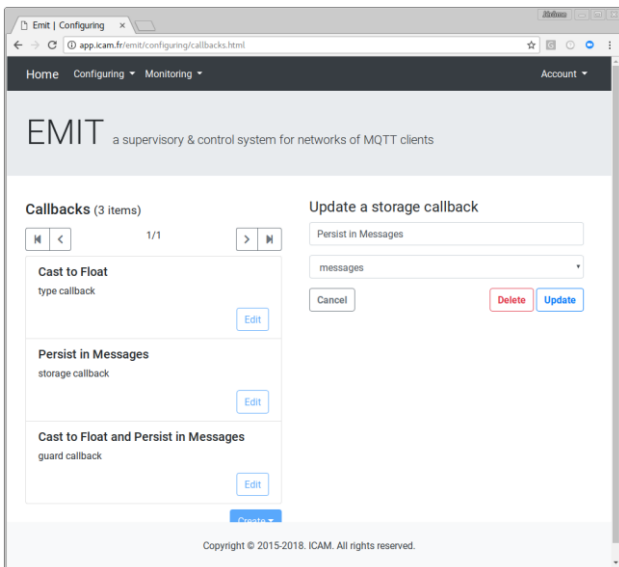 Emit | Configuring
app.icam.fr/emit/configuring/callbacks.html
Home Configuring Monitoring Account
EMIT a supervisory & control system for networks of MQTT clients
Callbacks (3 items)
1/1
Cast to Float
type callback
Edit
Persist in Messages
storage callback
Edit
Cast to Float and Persist in Messages
guard callback
Edit
Create
Update a storage callback
Persist in Messages
messages
Cancel Delete Update
Copyright © 2015-2018. ICAM. All rights reserved.